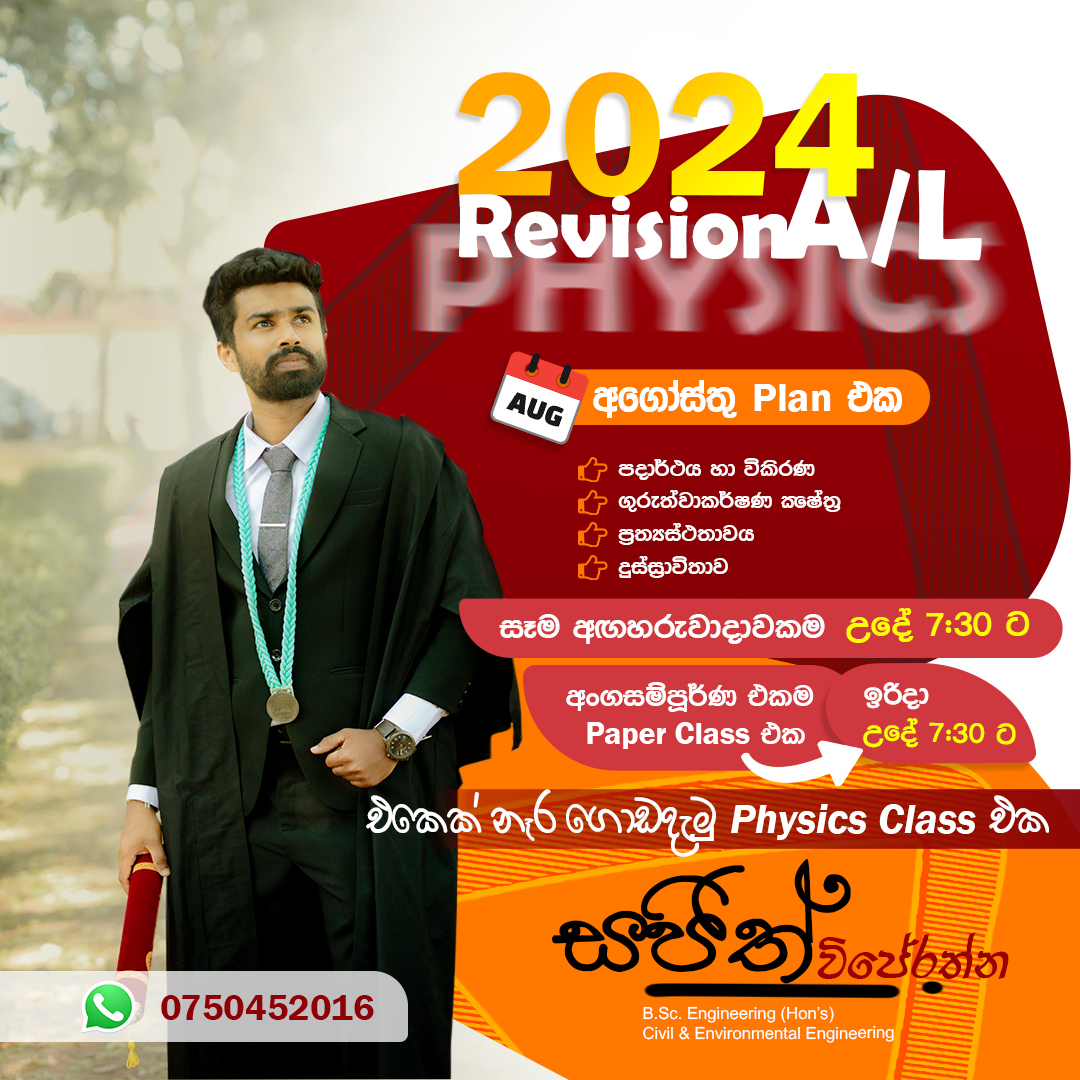 2024
Revision A/L
PHYSICS
AUG
අගෝස්තු Plan එක
පදාර්ථය හා විකිරණ
ගුරුත්වාකර්ෂණ ක්ෂේත්‍ර
ප්‍රත්‍යස්ථතාවය
දුස්ස්‍රාවිතාව
සෑම අඟහරුවාදාවකම උදේ 7:30 ට
අංගසම්පූර්ණ එකම
Paper Class එක
ඉරිදා
උදේ 7:30 ට
එකෙක් නෑර ගොඩදැමු Physics Class එක
සජිත් විජේරත්න
B.Sc. Engineering (Hon's)
Civil & Environmental Engineering
0750452016